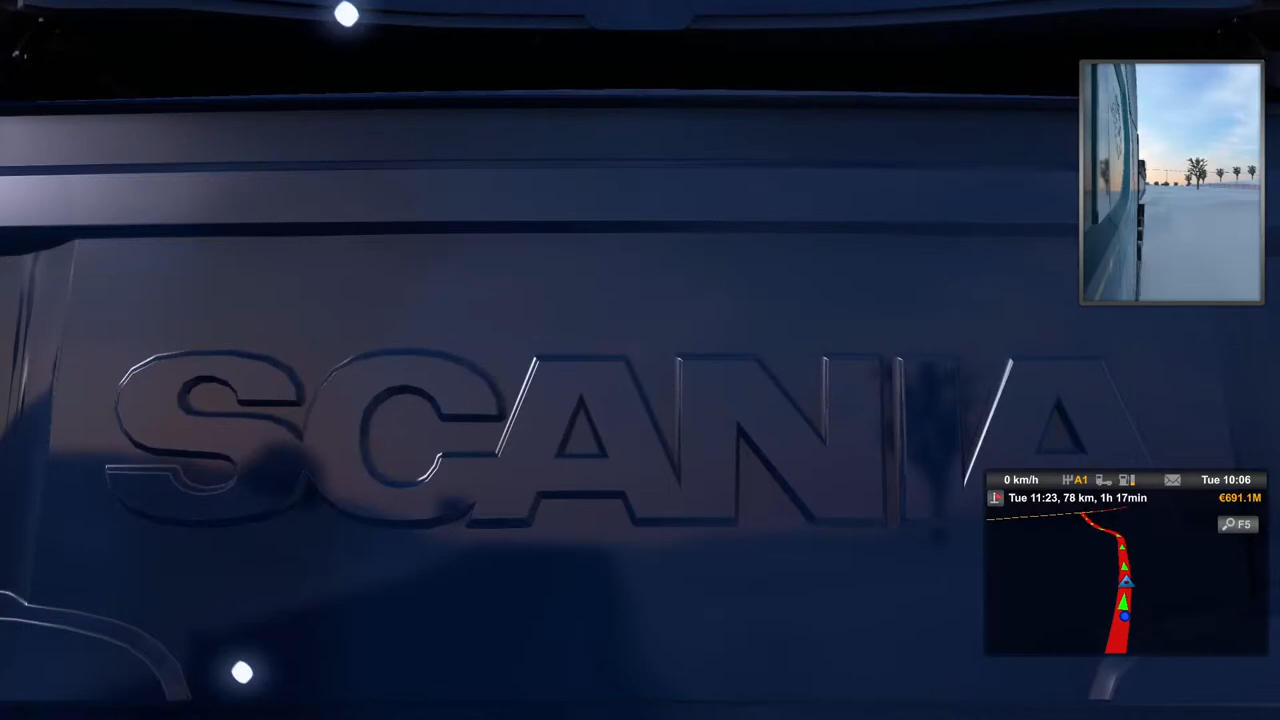 SCANIA
0 km/h A1 Tue 10:06
Tue 11:23, 78 km, 1h 17min €691.1M
F5